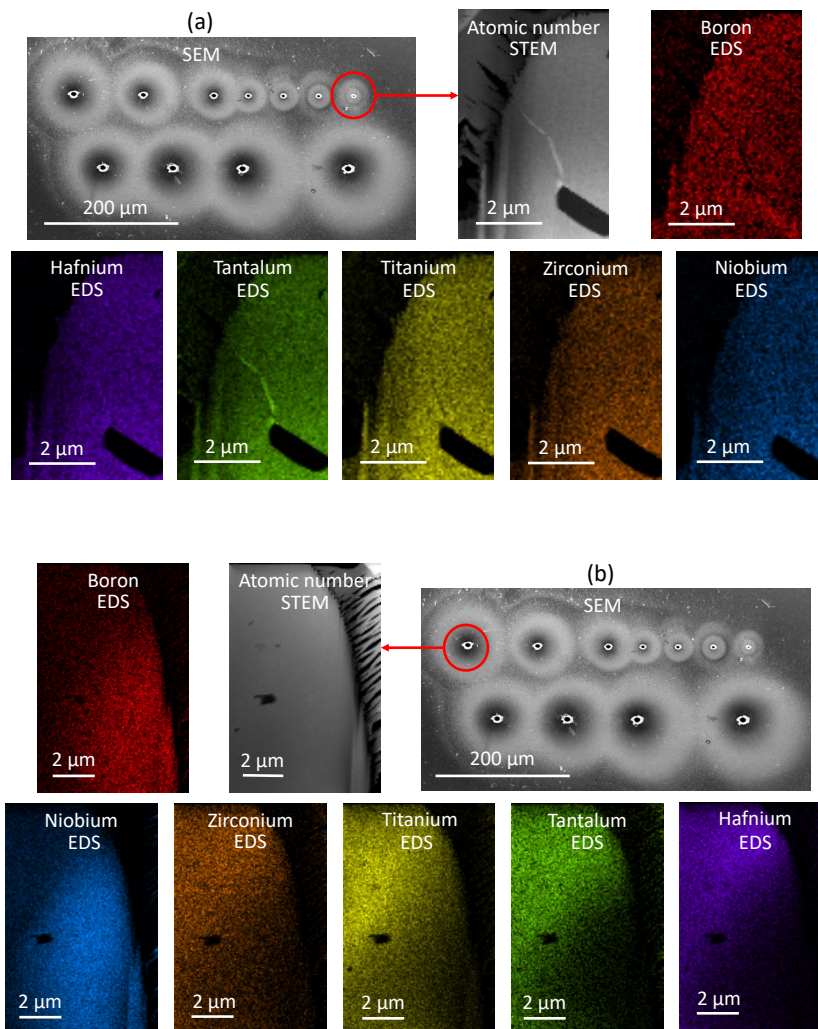 (a)
SEM
200 µm
Atomic number
STEM
2 µm
Boron
EDS
2 µm
Hafnium
EDS
2 µm
Tantalum
EDS
2 µm
Titanium
EDS
2 µm
Zirconium
EDS
2 µm
Niobium
EDS
2 µm
Boron
EDS
2 µm
Atomic number
STEM
2 µm
(b)
SEM
200 µm
Niobium
EDS
2 µm
Zirconium
EDS
2 µm
Titanium
EDS
2 µm
Tantalum
EDS
2 µm
Hafnium
EDS
2 µm